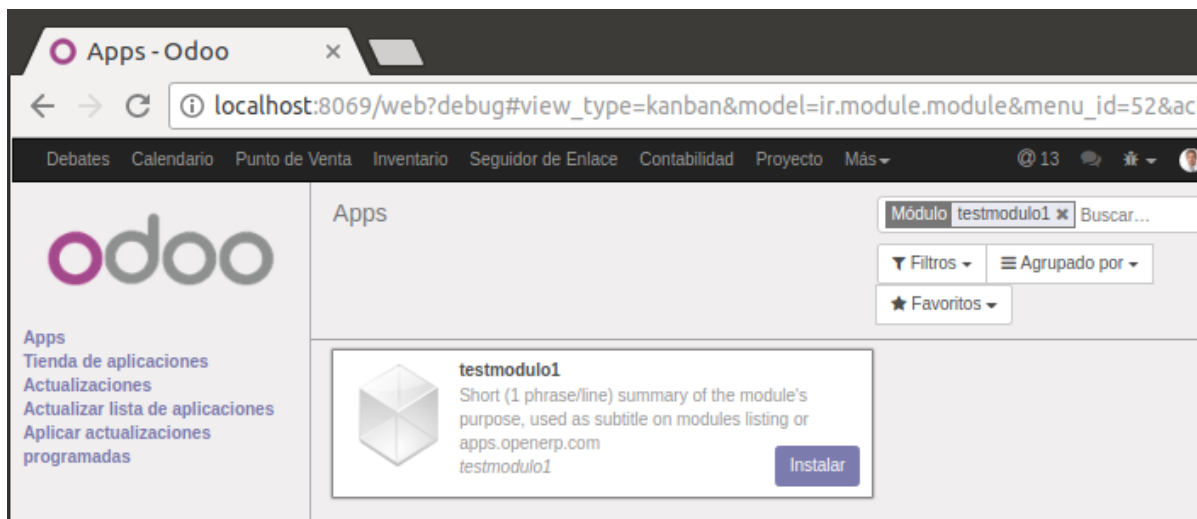 Apps - Odoo
localhost:8069/web?debug#view_type=kanban&model=ir.module.module&menu_id=52&ac
Debates Calendario Punto de Venta Inventario Seguidor de Enlace Contabilidad Proyecto Más @ 13
odoo
Apps
Tienda de aplicaciones
Actualizaciones
Actualizar lista de aplicaciones
Aplicar actualizaciones
programadas
Apps
Módulo testmodulo1 Buscar...
Filtros Agrupado por
Favoritos
testmodulo1
Short (1 phrase/line) summary of the module's
purpose, used as subtitle on modules listing or
apps.openerp.com
testmodulo1
Instalar